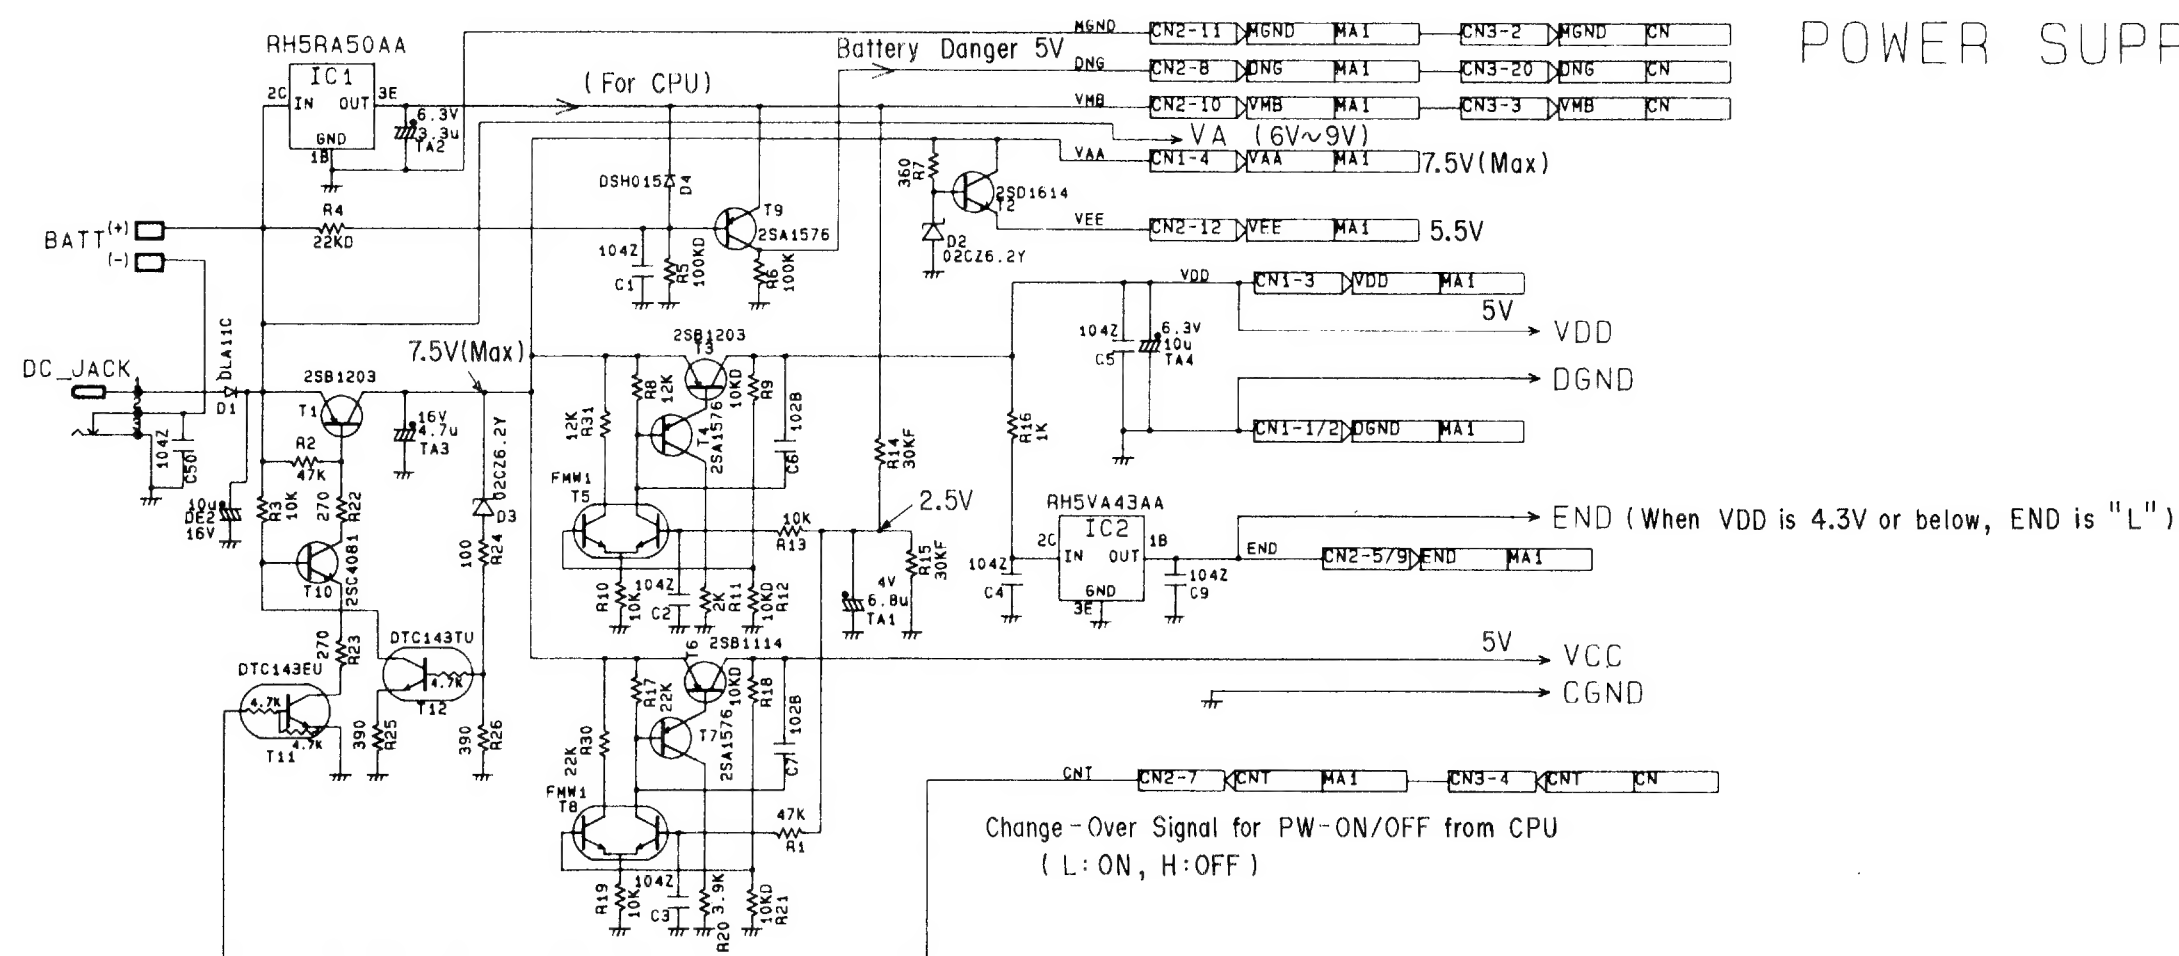 POWER SUPP
MGND CN2-11 MGND MA1 CN3-2 MGND CN
RH5RA50AA
Battery Danger 5V
DNG CN2-8 DNG MA1 CN3-20 DNG CN
IC1
2C IN OUT 3E
GND
1B
(For CPU)
VMB CN2-10 VMB MA1 CN3-3 VMB CN
6.3V
3.3u
TA2
VA (6V~9V)
VAA CN1-4 VAA MA1 7.5V(Max)
DSH015 D4
360
R7
2SD1614
T2
R4
22KD
T9
2SA1576
VEE CN2-12 VEE MA1 5.5V
BATT (+)
(-)
104Z
C1
R5
100KD
R6
100K
D2
02CZ6.2Y
VDD CN1-3 VDD MA1
5V
VDD
104Z
C5
6.3V
10u
TA4
DGND
CN1-1/2 DGND MA1
DC_JACK
DLA11C
D1
2SB1203
T1
7.5V(Max)
2SB1203
T3
R8
12K
10KD
R9
R31
12K
T4
2SA1576
102B
C6
R14
30KF
R16
1K
104Z
C50
16V
4.7u
TA3
R2
47K
02CZ6.2Y
D3
10u
DE2
16V
R3
10K
270
R22
FMW1
T5
10K
R13
2.5V
RH5VA43AA
IC2
2C IN OUT 1B
GND
3E
END (When VDD is 4.3V or below, END is "L")
END CN2-5/9 END MA1
T10
2SC4081
100
R24
R10
10K
104Z
C2
2K
R11
10KD
R12
4V
6.8u
TA1
R15
30KF
104Z
C4
104Z
C9
270
R23
DTC143TU
4.7K
T12
DTC143EU
4.7K
4.7K
T11
390
R25
390
R26
2SB1114
T6
R17
22K
10KD
R18
5V
VCC
CGND
R30
22K
T7
2SA1576
102B
C7
FMW1
T8
47K
R1
CNT CN2-7 CNT MA1 CN3-4 CNT CN
Change-Over Signal for PW-ON/OFF from CPU
(L:ON, H:OFF)
R19
10K
104Z
C3
3.9K
R20
10KD
R21